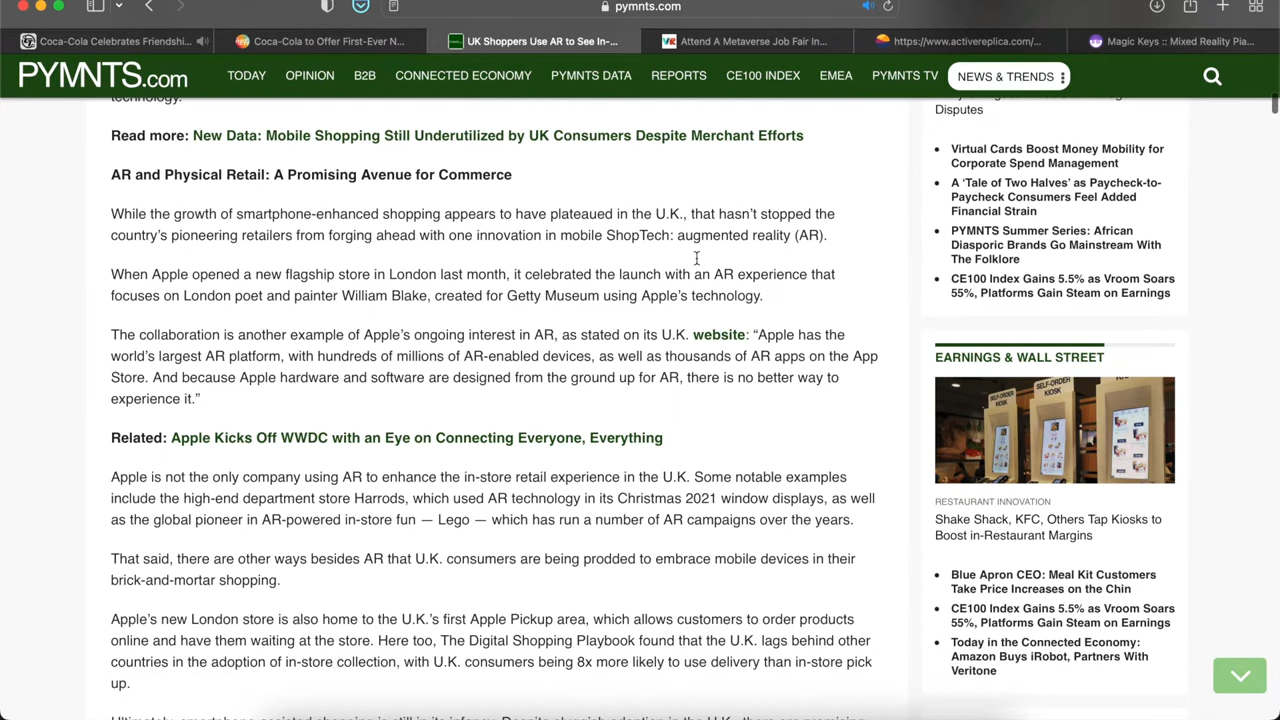 pymnts.com
Coca-Cola Celebrates Friendshi...
Coca-Cola to Offer First-Ever N...
UK Shoppers Use AR to See In-...
Attend A Metaverse Job Fair In...
https://www.activereplica.com/...
Magic Keys :: Mixed Reality Pia...
PYMNTS.com
TODAY
OPINION
B2B
CONNECTED ECONOMY
PYMNTS DATA
REPORTS
CE100 INDEX
EMEA
PYMNTS TV
NEWS & TRENDS
technology.
Read more: New Data: Mobile Shopping Still Underutilized by UK Consumers Despite Merchant Efforts
AR and Physical Retail: A Promising Avenue for Commerce
While the growth of smartphone-enhanced shopping appears to have plateaued in the U.K., that hasn't stopped the
country's pioneering retailers from forging ahead with one innovation in mobile ShopTech: augmented reality (AR).
When Apple opened a new flagship store in London last month, it celebrated the launch with an AR experience that
focuses on London poet and painter William Blake, created for Getty Museum using Apple's technology.
The collaboration is another example of Apple's ongoing interest in AR, as stated on its U.K. website: “Apple has the
world's largest AR platform, with hundreds of millions of AR-enabled devices, as well as thousands of AR apps on the App
Store. And because Apple hardware and software are designed from the ground up for AR, there is no better way to
experience it.”
Related: Apple Kicks Off WWDC with an Eye on Connecting Everyone, Everything
Apple is not the only company using AR to enhance the in-store retail experience in the U.K. Some notable examples
include the high-end department store Harrods, which used AR technology in its Christmas 2021 window displays, as well
as the global pioneer in AR-powered in-store fun — Lego — which has run a number of AR campaigns over the years.
That said, there are other ways besides AR that U.K. consumers are being prodded to embrace mobile devices in their
brick-and-mortar shopping.
Apple's new London store is also home to the U.K.'s first Apple Pickup area, which allows customers to order products
online and have them waiting at the store. Here too, The Digital Shopping Playbook found that the U.K. lags behind other
countries in the adoption of in-store collection, with U.K. consumers being 8x more likely to use delivery than in-store pick
up.
Disputes
Virtual Cards Boost Money Mobility for
Corporate Spend Management
A ‘Tale of Two Halves’ as Paycheck-to-
Paycheck Consumers Feel Added
Financial Strain
PYMNTS Summer Series: African
Diasporic Brands Go Mainstream With
The Folklore
CE100 Index Gains 5.5% as Vroom Soars
55%, Platforms Gain Steam on Earnings
EARNINGS & WALL STREET
SELF-ORDER
KIOSK
SELF-ORDER
KIOSK
RESTAURANT INNOVATION
Shake Shack, KFC, Others Tap Kiosks to
Boost in-Restaurant Margins
Blue Apron CEO: Meal Kit Customers
Take Price Increases on the Chin
CE100 Index Gains 5.5% as Vroom Soars
55%, Platforms Gain Steam on Earnings
Today in the Connected Economy:
Amazon Buys iRobot, Partners With
Veritone